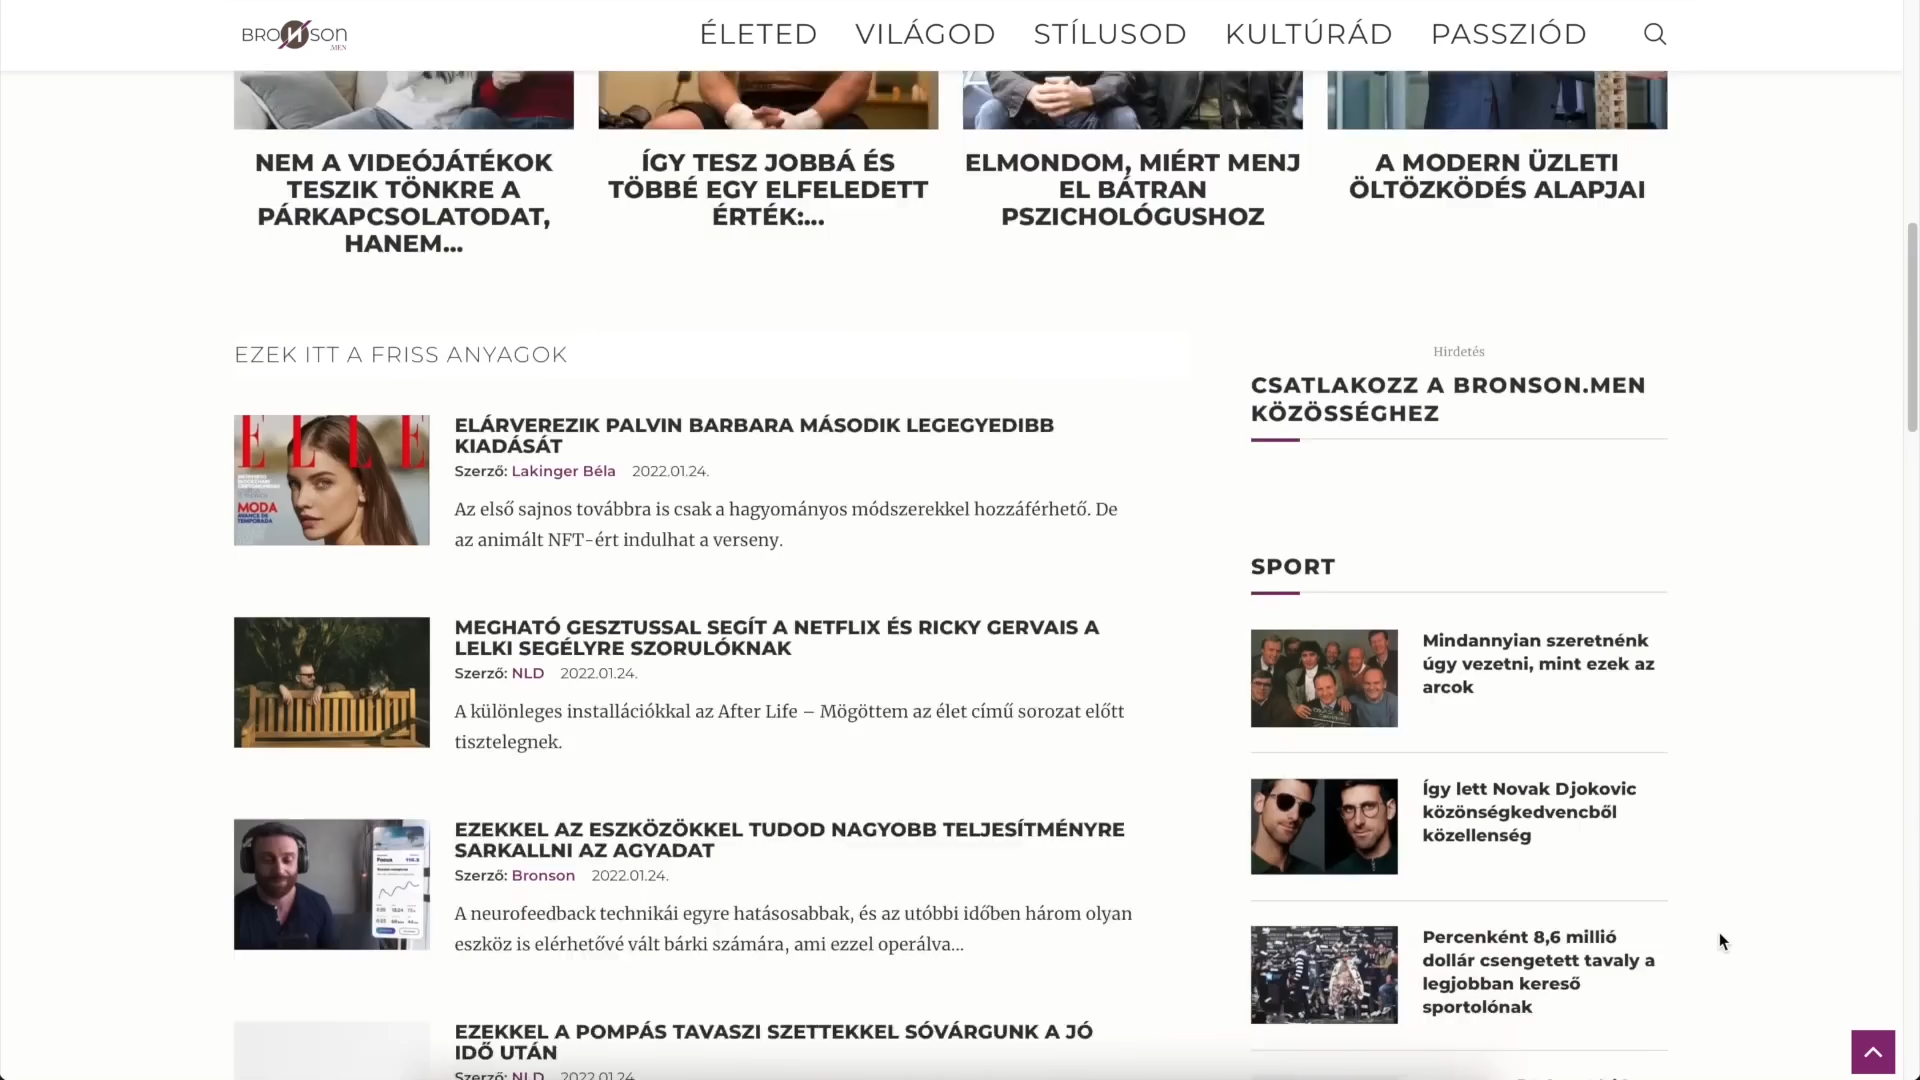 BRONSON
.MEN
ÉLETED
VILÁGOD
STÍLUSOD
KULTÚRÁD
PASSZIÓD
NEM A VIDEÓJÁTÉKOK
TESZIK TÖNKRE A
PÁRKAPCSOLATODAT,
HANEM...
ÍGY TESZ JOBBÁ ÉS
TÖBBÉ EGY ELFELEDETT
ÉRTÉK:...
ELMONDOM, MIÉRT MENJ
EL BÁTRAN
PSZICHOLÓGUSHOZ
A MODERN ÜZLETI
ÖLTÖZKÖDÉS ALAPJAI
EZEK ITT A FRISS ANYAGOK
ELLE
MODA
AVANCE DE
TEMPORADA
ELÁRVEREZIK PALVIN BARBARA MÁSODIK LEGEGYEDIBB
KIADÁSÁT
Szerző: Lakinger Béla 2022.01.24.
Az első sajnos továbbra is csak a hagyományos módszerekkel hozzáférhető. De
az animált NFT-ért indulhat a verseny.
MEGHATÓ GESZTUSSAL SEGÍT A NETFLIX ÉS RICKY GERVAIS A
LELKI SEGÉLYRE SZORULÓKNAK
Szerző: NLD 2022.01.24.
A különleges installációkkal az After Life – Mögöttem az élet című sorozat előtt
tisztelegnek.
Focus
EZEKKEL AZ ESZKÖZÖKKEL TUDOD NAGYOBB TELJESÍTMÉNYRE
SARKALLNI AZ AGYADAT
Szerző: Bronson 2022.01.24.
A neurofeedback technikái egyre hatásosabbak, és az utóbbi időben három olyan
eszköz is elérhetővé vált bárki számára, ami ezzel operálva...
EZEKKEL A POMPÁS TAVASZI SZETTEKKEL SÓVÁRGUNK A JÓ
IDŐ UTÁN
Szerző: NLD 2022.01.24.
Hirdetés
CSATLAKOZZ A BRONSON.MEN
KÖZÖSSÉGHEZ
SPORT
Mindannyian szeretnénk
úgy vezetni, mint ezek az
arcok
Így lett Novak Djokovic
közönségkedvencből
közellenség
Percenként 8,6 millió
dollár csengetett tavaly a
legjobban kereső
sportolónak